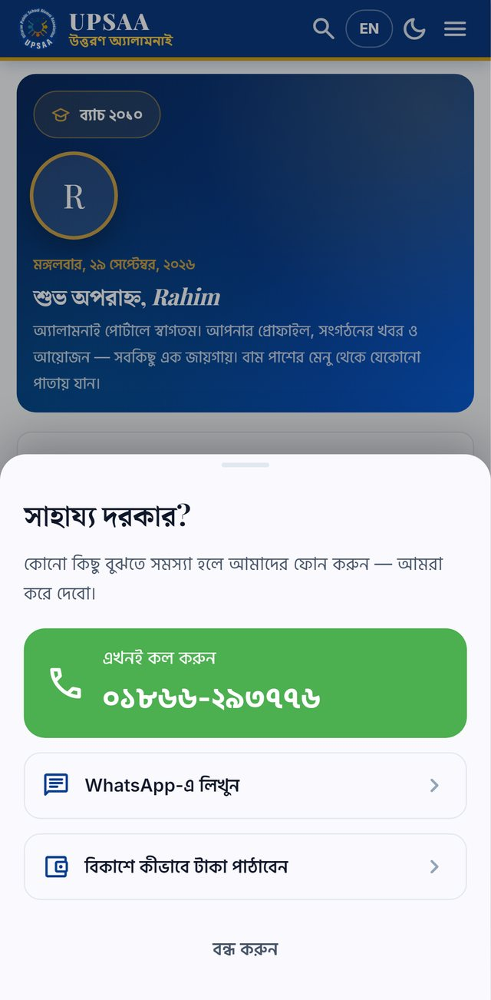 UPSAA
উত্তরণ অ্যালামনাই
EN
ব্যাচ ২০১০
R
মঙ্গলবার, ২৯ সেপ্টেম্বর, ২০২৬
শুভ অপরাহ্ন, Rahim
অ্যালামনাই পোর্টালে স্বাগতম। আপনার প্রোফাইল, সংগঠনের খবর ও
আয়োজন — সবকিছু এক জায়গায়। বাম পাশের মেনু থেকে যেকোনো
পাতায় যান।
সাহায্য দরকার?
কোনো কিছু বুঝতে সমস্যা হলে আমাদের ফোন করুন — আমরা
করে দেবো।
এখনই কল করুন
০১৮৬৬-২৯৩৭৭৬
WhatsApp-এ লিখুন
বিকাশে কীভাবে টাকা পাঠাবেন
বন্ধ করুন